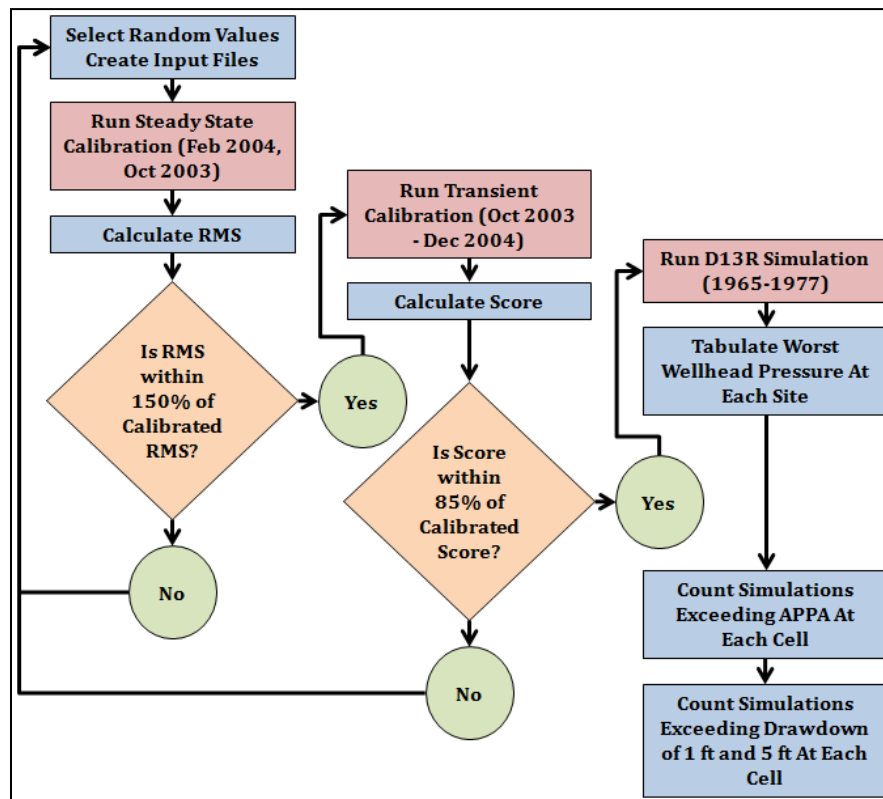 Select Random Values
Create Input Files
Run Steady State
Calibration (Feb 2004,
Oct 2003)
Calculate RMS
Is RMS
within
150% of
Calibrated
RMS?
Yes
No
Run Transient
Calibration (Oct 2003
- Dec 2004)
Calculate Score
Is Score
within
85% of
Calibrated
Score?
Yes
No
Run D13R Simulation
(1965-1977)
Tabulate Worst
Wellhead Pressure At
Each Site
Count Simulations
Exceeding APPA At
Each Cell
Count Simulations
Exceeding Drawdown
of 1 ft and 5 ft At Each
Cell